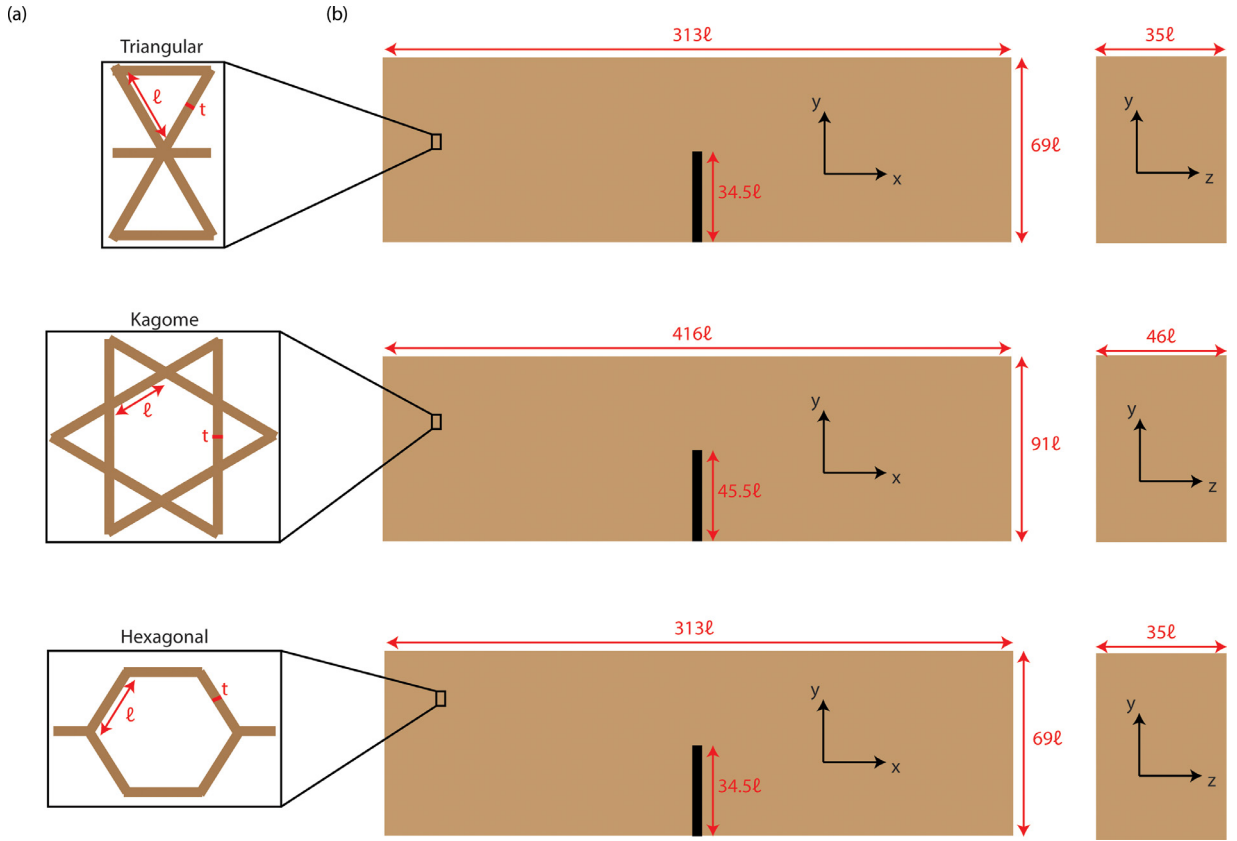 (a)
(b)
Triangular
ℓ
t
313ℓ
y
x
34.5ℓ
69ℓ
35ℓ
y
z
Kagome
ℓ
t
416ℓ
y
x
45.5ℓ
91ℓ
46ℓ
y
z
Hexagonal
ℓ
t
313ℓ
y
x
34.5ℓ
69ℓ
35ℓ
y
z